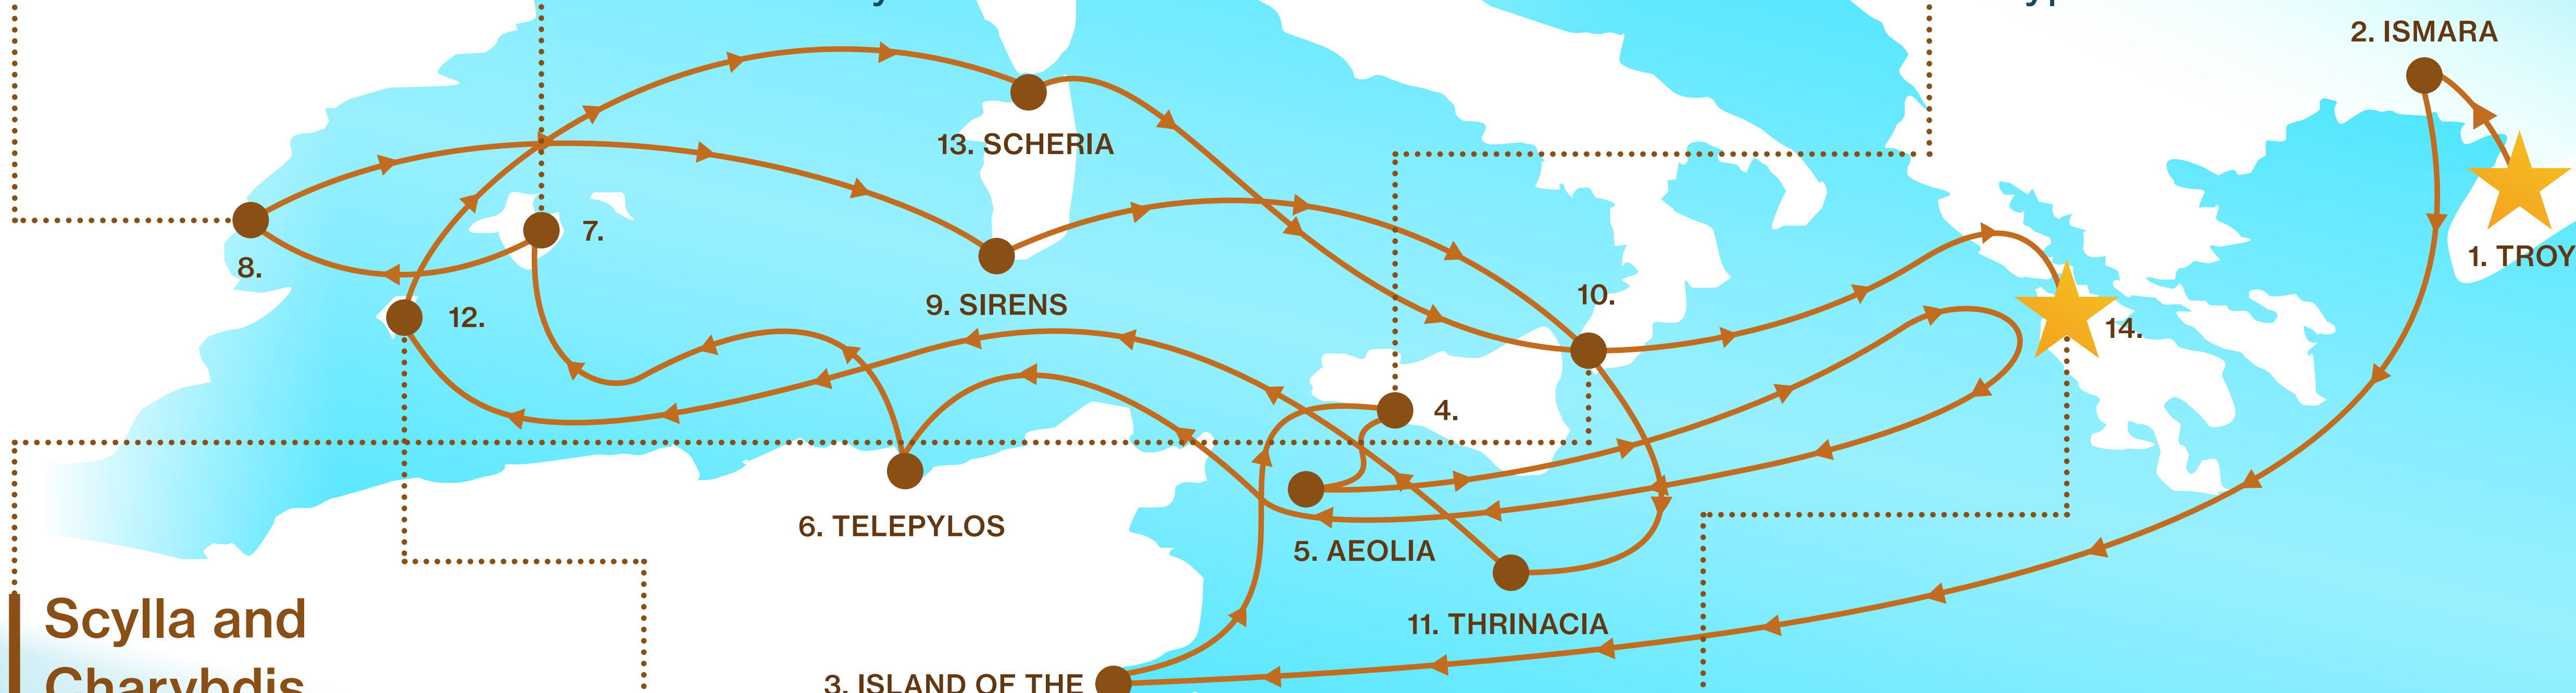 2. ISMARA
13. SCHERIA
7.
1. TROY
8.
10.
9. SIRENS
12.
14.
4.
6. TELEPYLOS
5. AEOLIA
11. THRINACIA
Scylla and
Charybdis
3. ISLAND OF THE